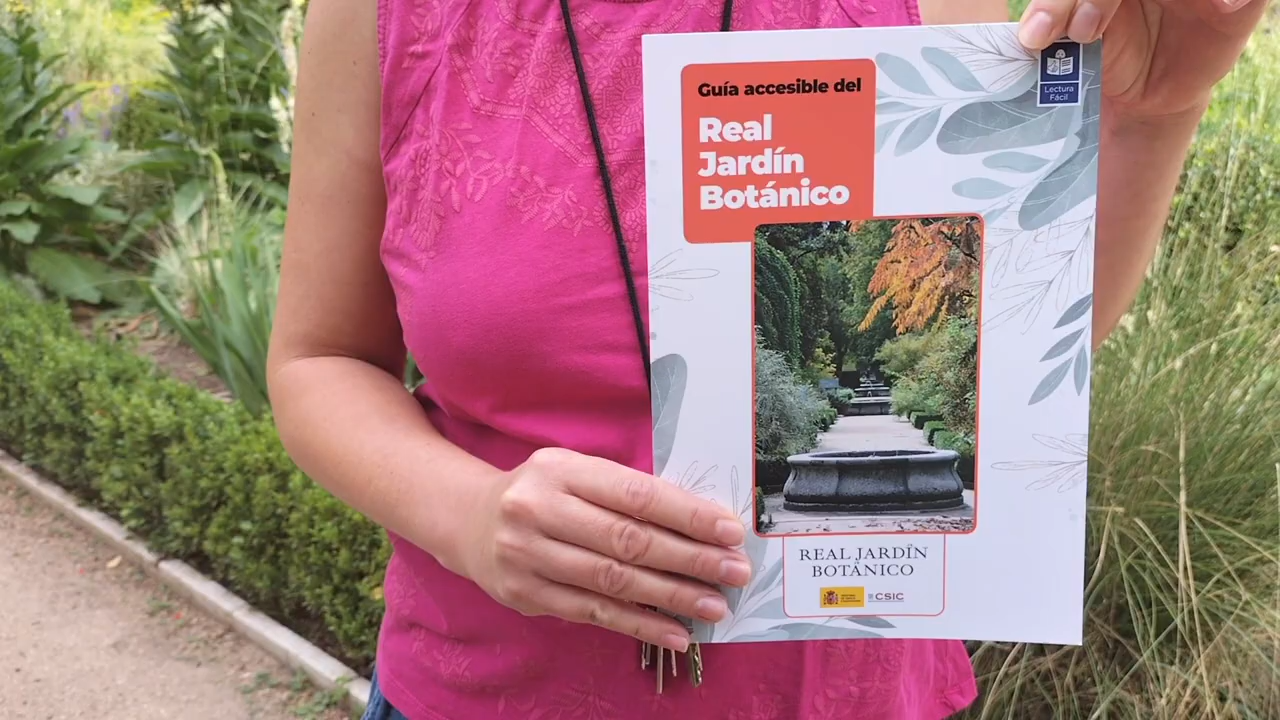 Guía accesible del
Real
Jardín
Botánico
Lectura
Fácil
REAL JARDÍN
BOTÁNICO
CSIC